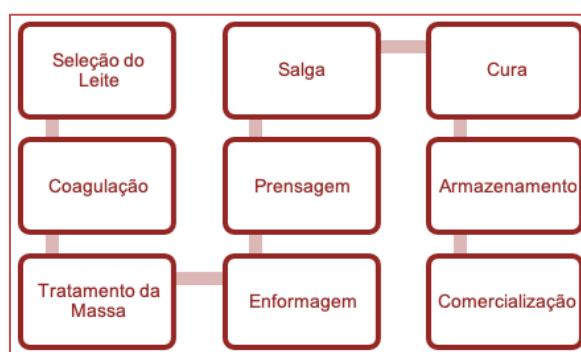 Seleção do
Leite
Coagulação
Tratamento da
Massa
Enformagem
Prensagem
Salga
Cura
Armazenamento
Comercialização